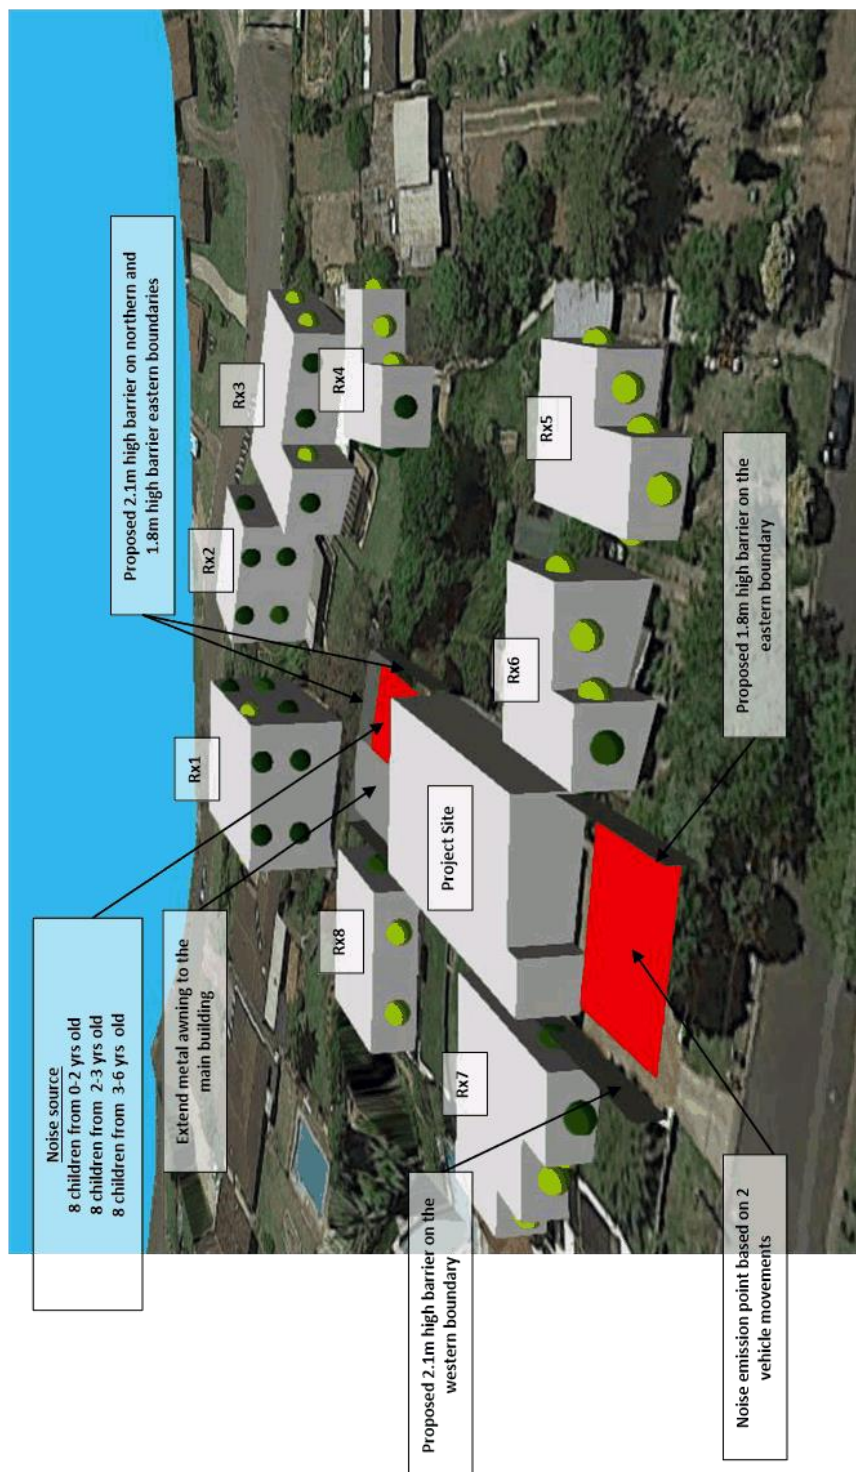 Noise source
8 children from 0-2 yrs old
8 children from  2-3 yrs old
8 children from  3-6 yrs  old
Extend metal awning to the
main building
Proposed 2.1m high barrier on northern and
1.8m high barrier eastern boundaries
Rx1
Rx2
Rx3
Rx4
Rx8
Project Site
Rx6
Rx5
Rx7
Proposed 2.1m high barrier on the
western boundary
Noise emission point based on 2
vehicle movements
Proposed 1.8m high barrier on the
eastern boundary